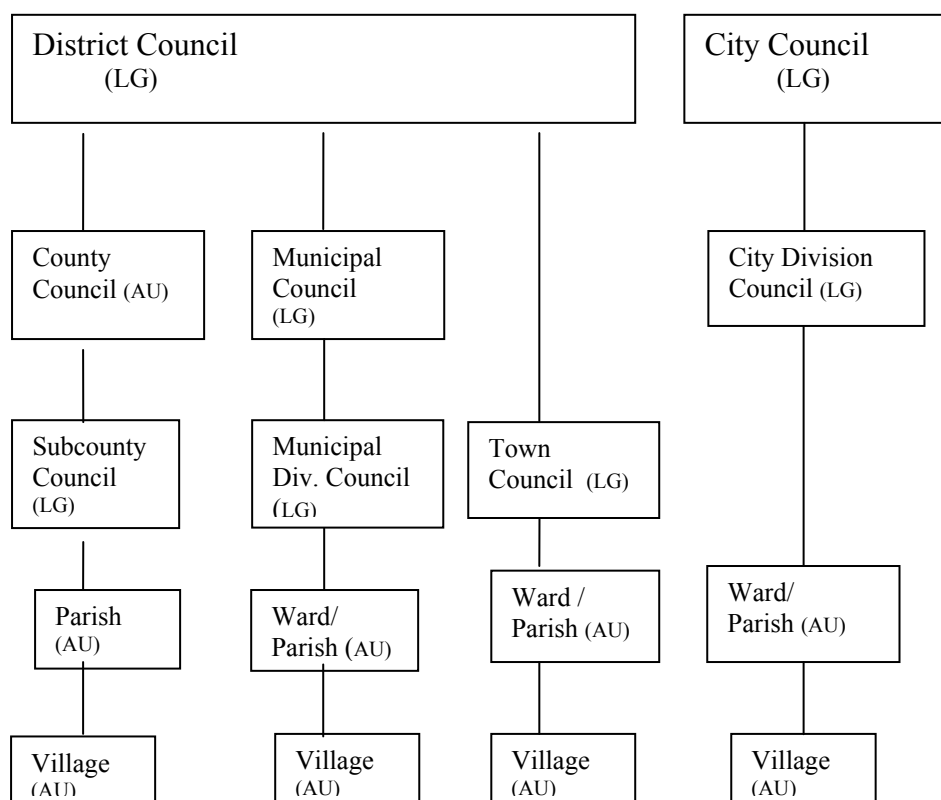 District Council
(LG)
City Council
(LG)
County
Council (AU)
Municipal
Council
(LG)
City Division
Council (LG)
Subcounty
Council
(LG)
Municipal
Div. Council
(LG)
Town
Council (LG)
Parish
(AU)
Ward/
Parish (AU)
Ward /
Parish (AU)
Ward/
Parish (AU)
Village
(AU)
Village
(AU)
Village
(AU)
Village
(AU)